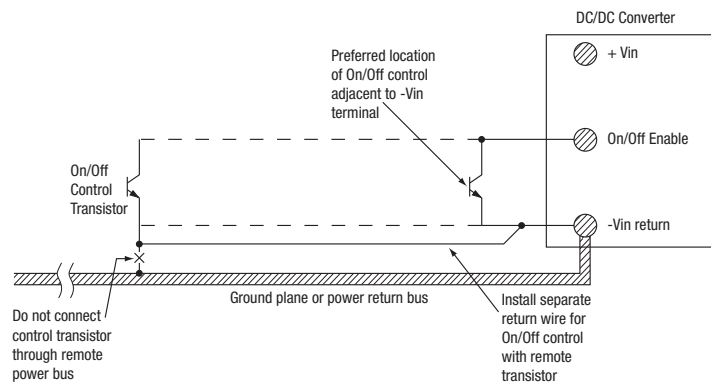 DC/DC Converter
+ Vin
Preferred location
of On/Off control
adjacent to -Vin
terminal
On/Off Enable
On/Off
Control
Transistor
-Vin return
Ground plane or power return bus
Do not connect
control transistor
through remote
power bus
Install separate
return wire for
On/Off control
with remote
transistor